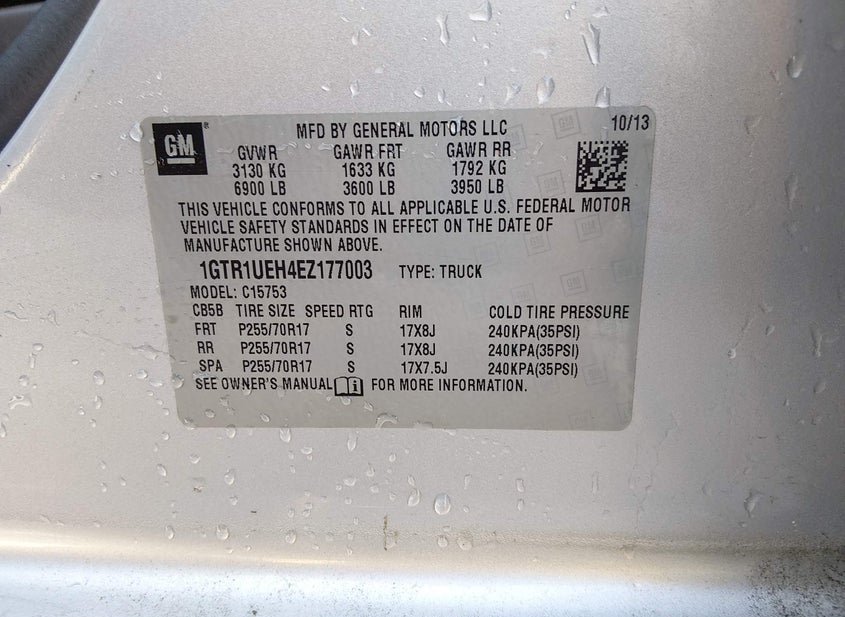 GM
MFD BY GENERAL MOTORS LLC 10/13
GVWR GAWR FRT GAWR RR
3130 KG 1633 KG 1792 KG
6900 LB 3600 LB 3950 LB
THIS VEHICLE CONFORMS TO ALL APPLICABLE U.S. FEDERAL MOTOR
VEHICLE SAFETY STANDARDS IN EFFECT ON THE DATE OF
MANUFACTURE SHOWN ABOVE.
1GTR1UEH4EZ177003 TYPE: TRUCK
MODEL: C15753
CB5B TIRE SIZE SPEED RTG RIM COLD TIRE PRESSURE
FRT P255/70R17 S 17X8J 240KPA(35PSI)
RR P255/70R17 S 17X8J 240KPA(35PSI)
SPA P255/70R17 S 17X7.5J 240KPA(35PSI)
SEE OWNER'S MANUAL i FOR MORE INFORMATION.